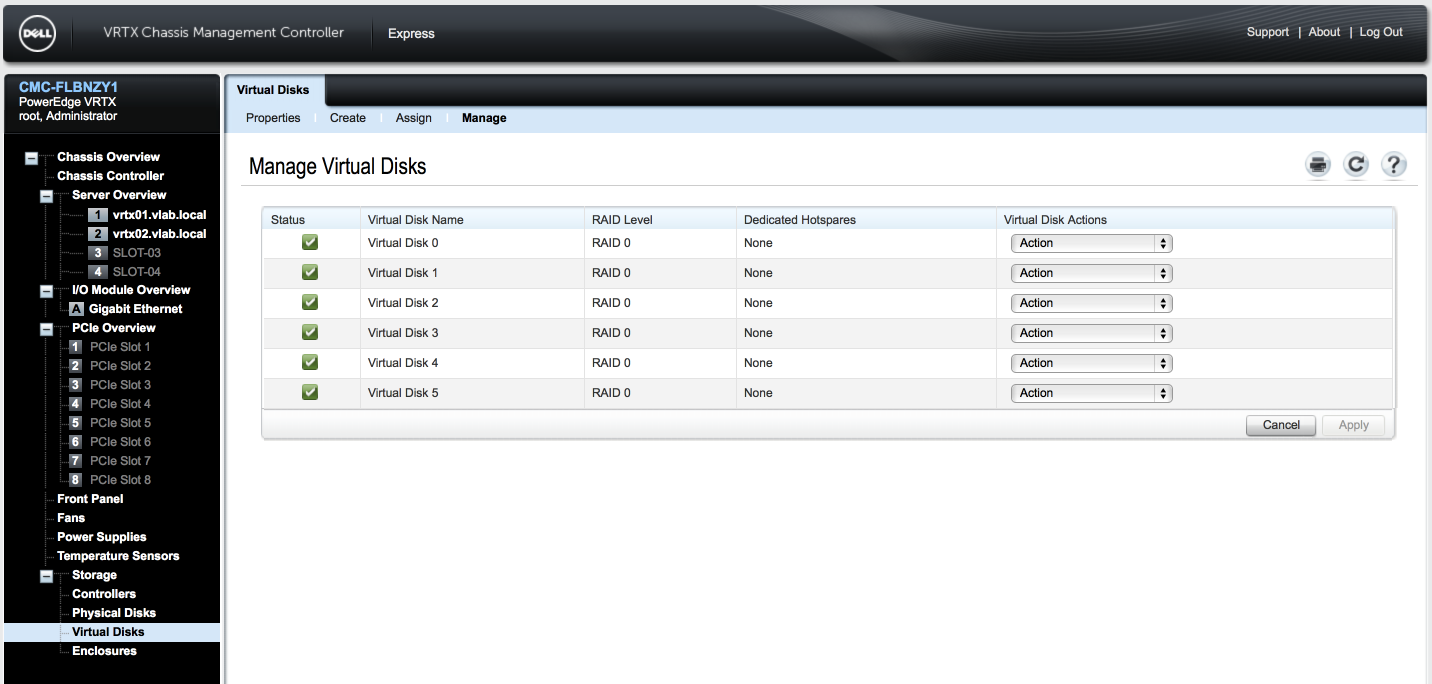 DELL VRTX Chassis Management Controller Express Support | About | Log Out
CMC-FLBNZY1
PowerEdge VRTX
root, Administrator
Chassis Overview
Chassis Controller
Server Overview
1 vrtx01.vlab.local
2 vrtx02.vlab.local
3 SLOT-03
4 SLOT-04
I/O Module Overview
A Gigabit Ethernet
PCIe Overview
1 PCIe Slot 1
2 PCIe Slot 2
3 PCIe Slot 3
4 PCIe Slot 4
5 PCIe Slot 5
6 PCIe Slot 6
7 PCIe Slot 7
8 PCIe Slot 8
Front Panel
Fans
Power Supplies
Temperature Sensors
Storage
Controllers
Physical Disks
Virtual Disks
Enclosures
Virtual Disks
Properties Create Assign Manage
Manage Virtual Disks ?
Status Virtual Disk Name RAID Level Dedicated Hotspares Virtual Disk Actions
Virtual Disk 0 RAID 0 None Action
Virtual Disk 1 RAID 0 None Action
Virtual Disk 2 RAID 0 None Action
Virtual Disk 3 RAID 0 None Action
Virtual Disk 4 RAID 0 None Action
Virtual Disk 5 RAID 0 None Action
Cancel Apply